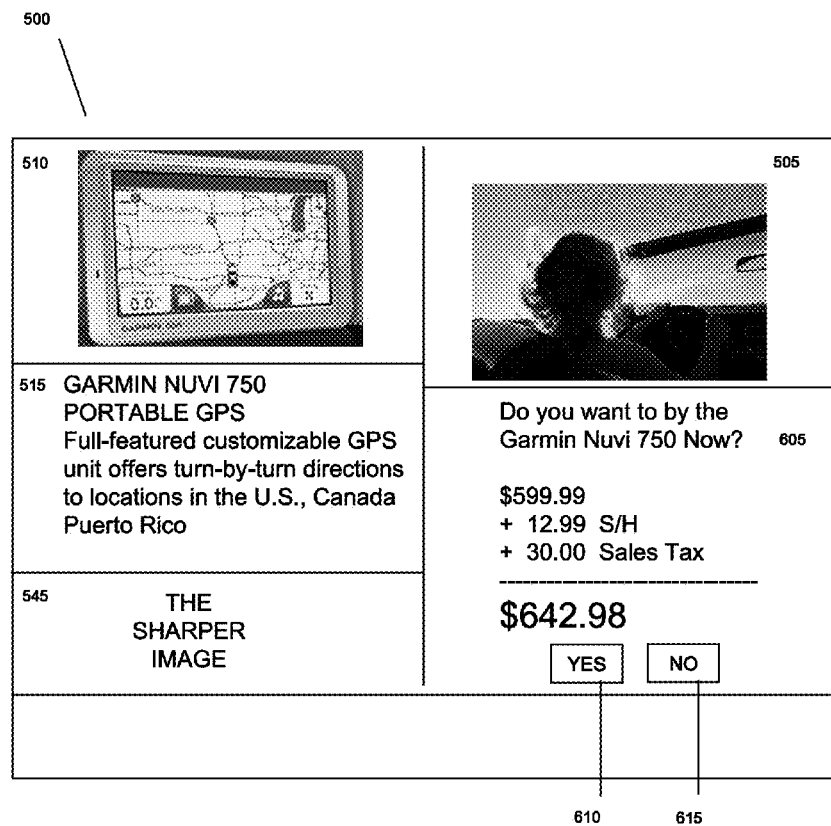 500
510
505
515 GARMIN NUVI 750
PORTABLE GPS
Full-featured customizable GPS
unit offers turn-by-turn directions
to locations in the U.S., Canada
Puerto Rico
545 THE
SHARPER
IMAGE
Do you want to by the
Garmin Nuvi 750 Now? 605
$599.99
+ 12.99 S/H
+ 30.00 Sales Tax
$642.98
YES NO
610 615